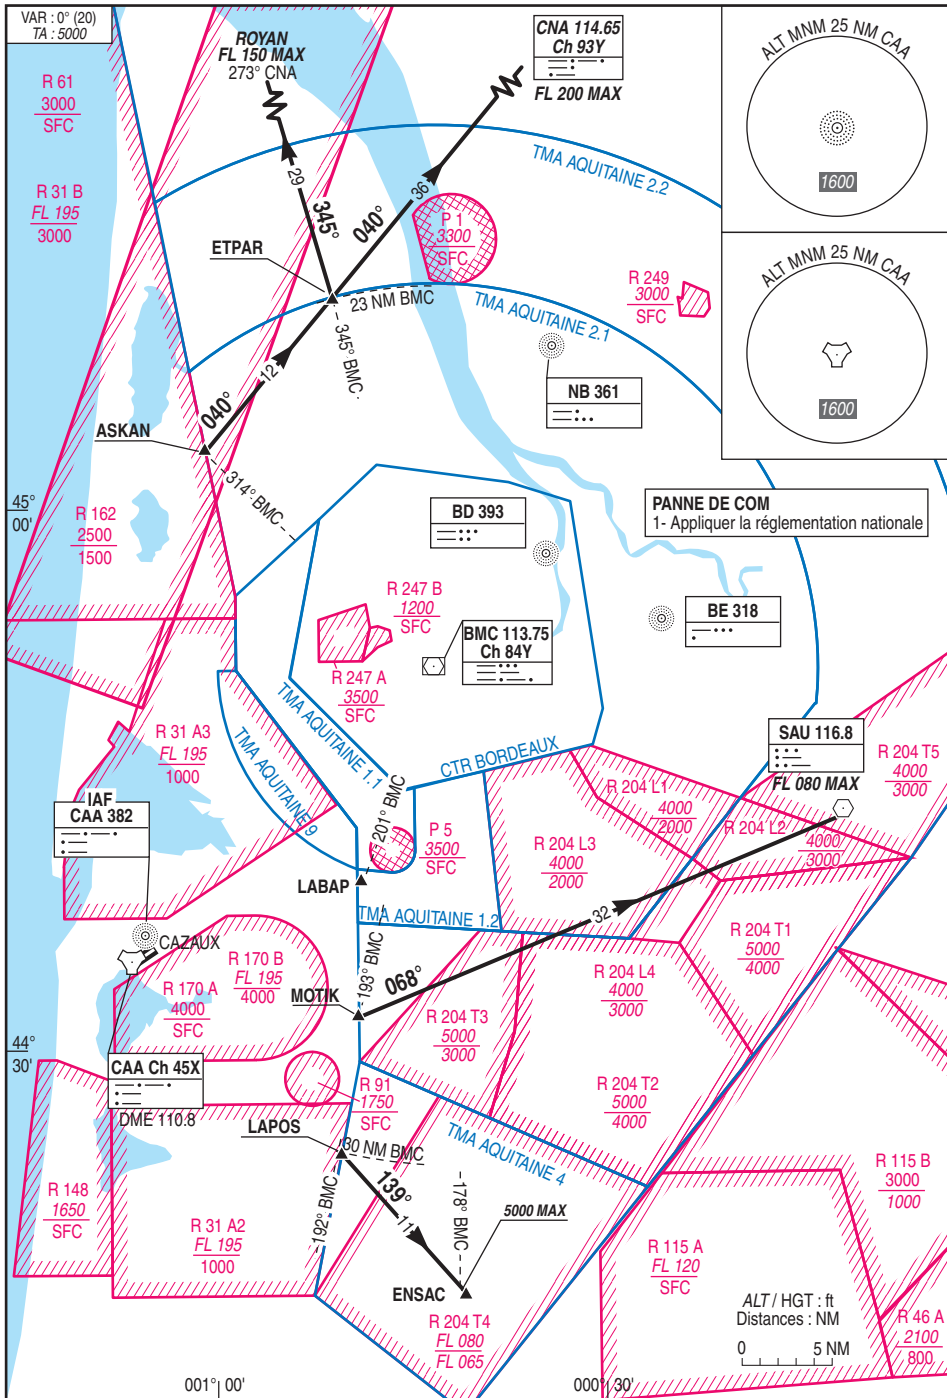 VAR : 0° (20)
TA : 5000
ROYAN
FL 150 MAX
273° CNA
CNA 114.65
Ch 93Y
FL 200 MAX
ALT MNM 25 NM CAA
1600
ALT MNM 25 NM CAA
1600
R 61
3000
SFC
R 31 B
FL 195
3000
TMA AQUITAINE 2.2
29
345°
36
040°
P 1
3300
SFC
ETPAR
23 NM BMC
R 249
3000
SFC
TMA AQUITAINE 2.1
345° BMC
12
040°
NB 361
ASKAN
314° BMC
45°
00'
R 162
2500
1500
BD 393
PANNE DE COM
1- Appliquer la réglementation nationale
R 247 B
1200
SFC
BE 318
BMC 113.75
Ch 84Y
R 247 A
3500
SFC
TMA AQUITAINE 1.1
R 31 A3
FL 195
1000
TMA AQUITAINE 9
CTR BORDEAUX
SAU 116.8
FL 080 MAX
R 204 T5
4000
3000
IAF
CAA 382
201° BMC
R 204 L1
4000
2000
R 204 L2
4000
3000
P 5
3500
SFC
R 204 L3
4000
2000
LABAP
TMA AQUITAINE 1.2
32
CAZAUX
R 170 B
FL 195
4000
R 170 A
4000
SFC
R 204 T1
5000
4000
193° BMC
068°
MOTIK
R 204 L4
4000
3000
R 204 T3
5000
3000
44°
30'
CAA Ch 45X
DME 110.8
R 91
1750
SFC
R 204 T2
5000
4000
LAPOS
30 NM BMC
TMA AQUITAINE 4
R 148
1650
SFC
139°
11
178° BMC
192° BMC
R 115 B
3000
1000
5000 MAX
R 31 A2
FL 195
1000
R 115 A
FL 120
SFC
ENSAC
R 204 T4
FL 080
FL 065
ALT / HGT : ft
Distances : NM
0 5 NM
R 46 A
2100
800
001° 00'
000° 30'